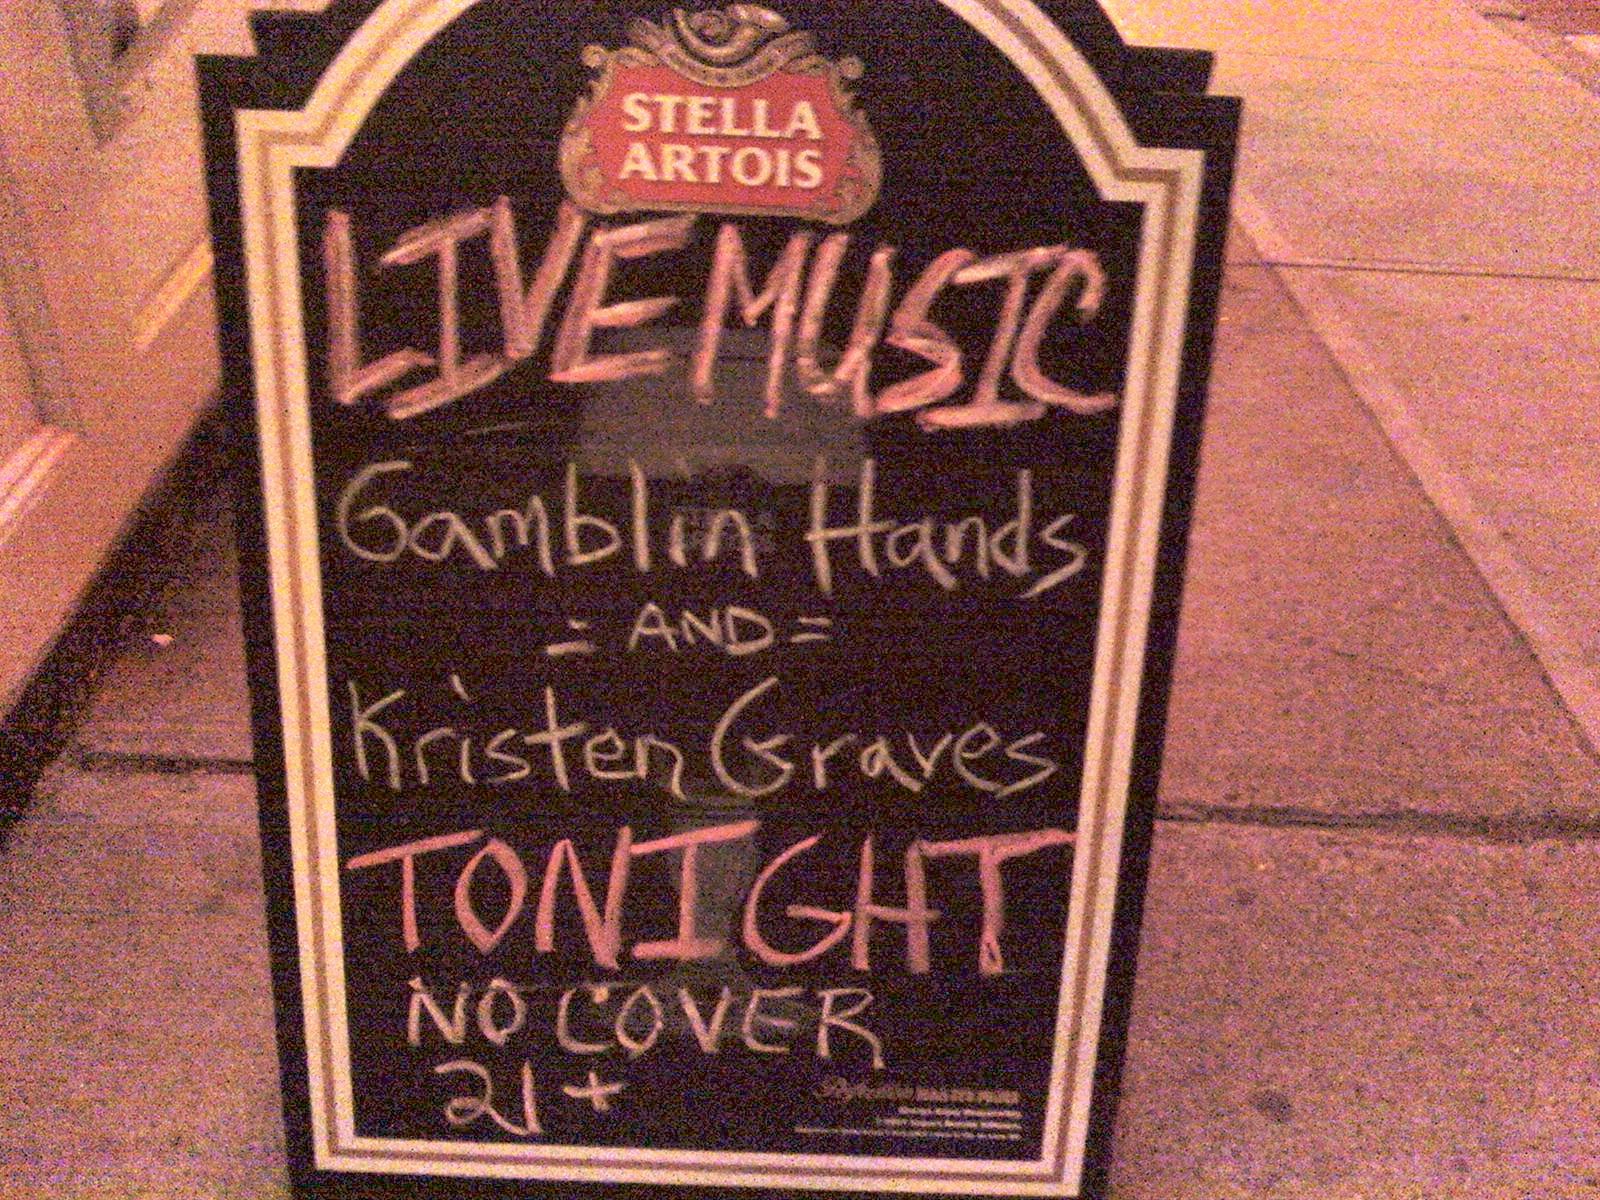 STELLA
ARTOIS
LIVE MUSIC
Gamblin Hands
= AND =
Kristen Graves
TONIGHT
NO COVER
21+